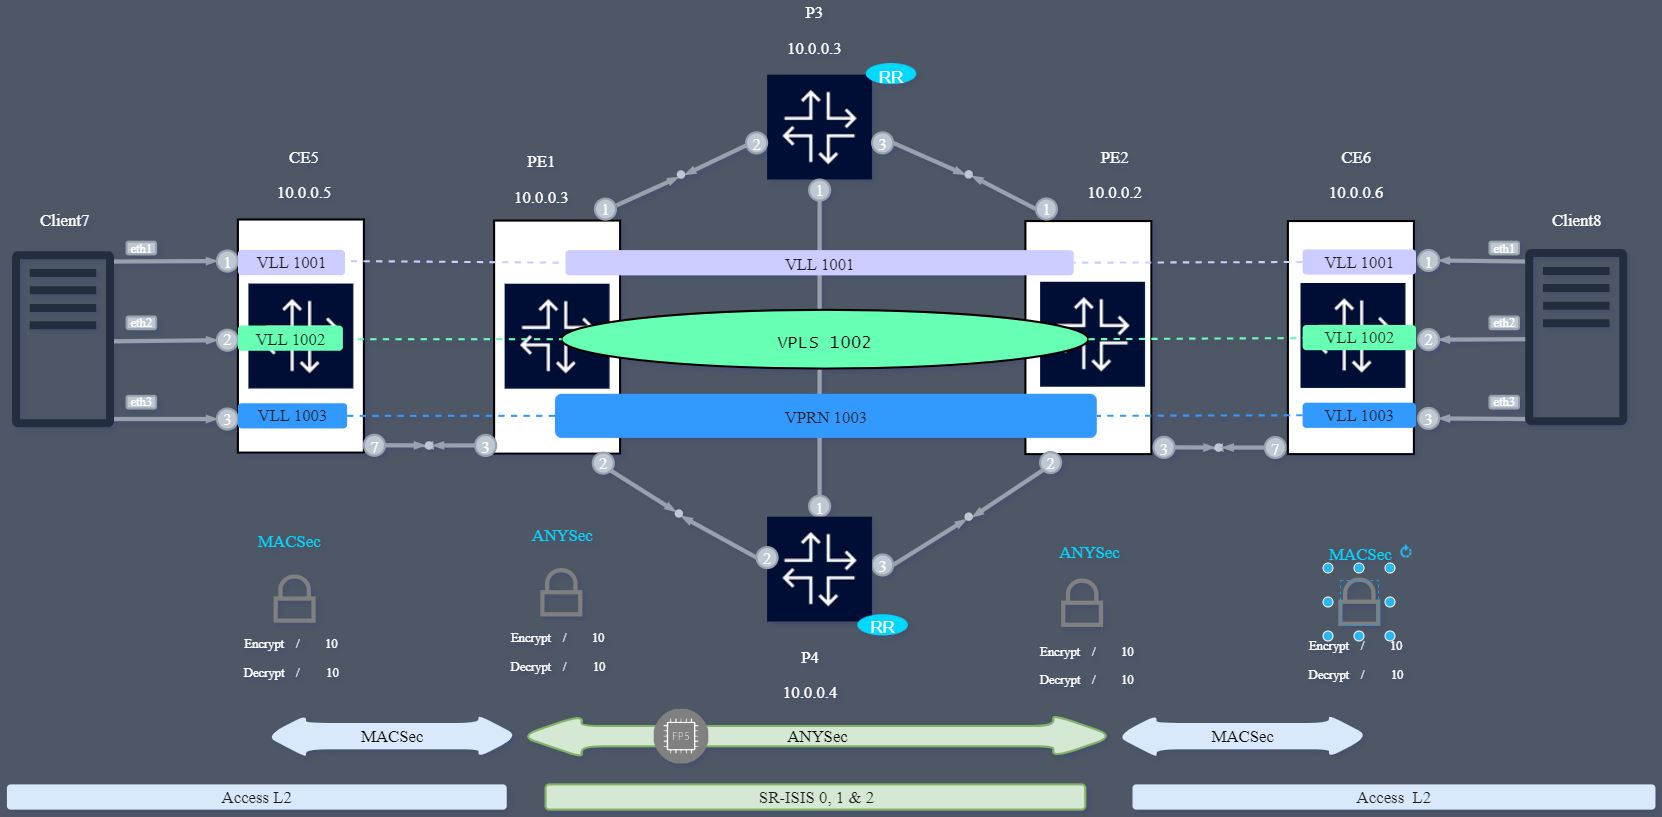 P3
10.0.0.3
RR
CE5
10.0.0.5
PE1
10.0.0.3
PE2
10.0.0.2
CE6
10.0.0.6
Client7
Client8
2
3
1
1
1
eth1
1
VLL 1001
VLL 1001
VLL 1001
1
eth1
eth2
2
VLL 1002
VPLS 1002
VLL 1002
2
eth2
eth3
3
VLL 1003
VPRN 1003
VLL 1003
3
eth3
7
3
3
7
2
2
1
2
3
MACSec
ANYSec
ANYSec
MACSec
RR
P4
10.0.0.4
Encrypt / 10
Decrypt / 10
Encrypt / 10
Decrypt / 10
Encrypt / 10
Decrypt / 10
Encrypt / 10
Decrypt / 10
MACSec
FP5
ANYSec
MACSec
Access L2
SR-ISIS 0, 1 & 2
Access L2